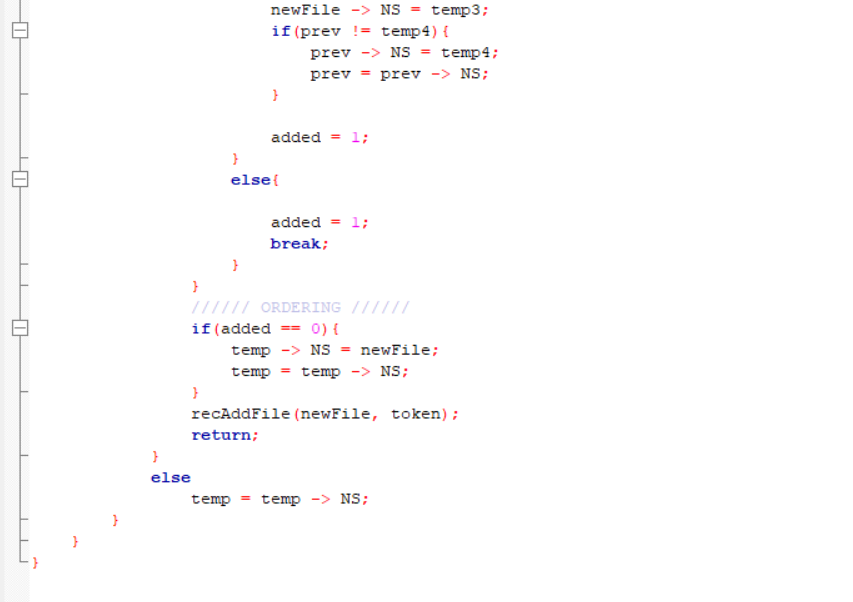 newFile -> NS = temp3;
if(prev != temp4){
prev -> NS = temp4;
prev = prev -> NS;
}
added = 1;
}
else{
added = 1;
break;
}
}
////// ORDERING //////
if(added == 0){
temp -> NS = newFile;
temp = temp -> NS;
}
recAddFile(newFile, token);
return;
}
else
temp = temp -> NS;
}
}
}